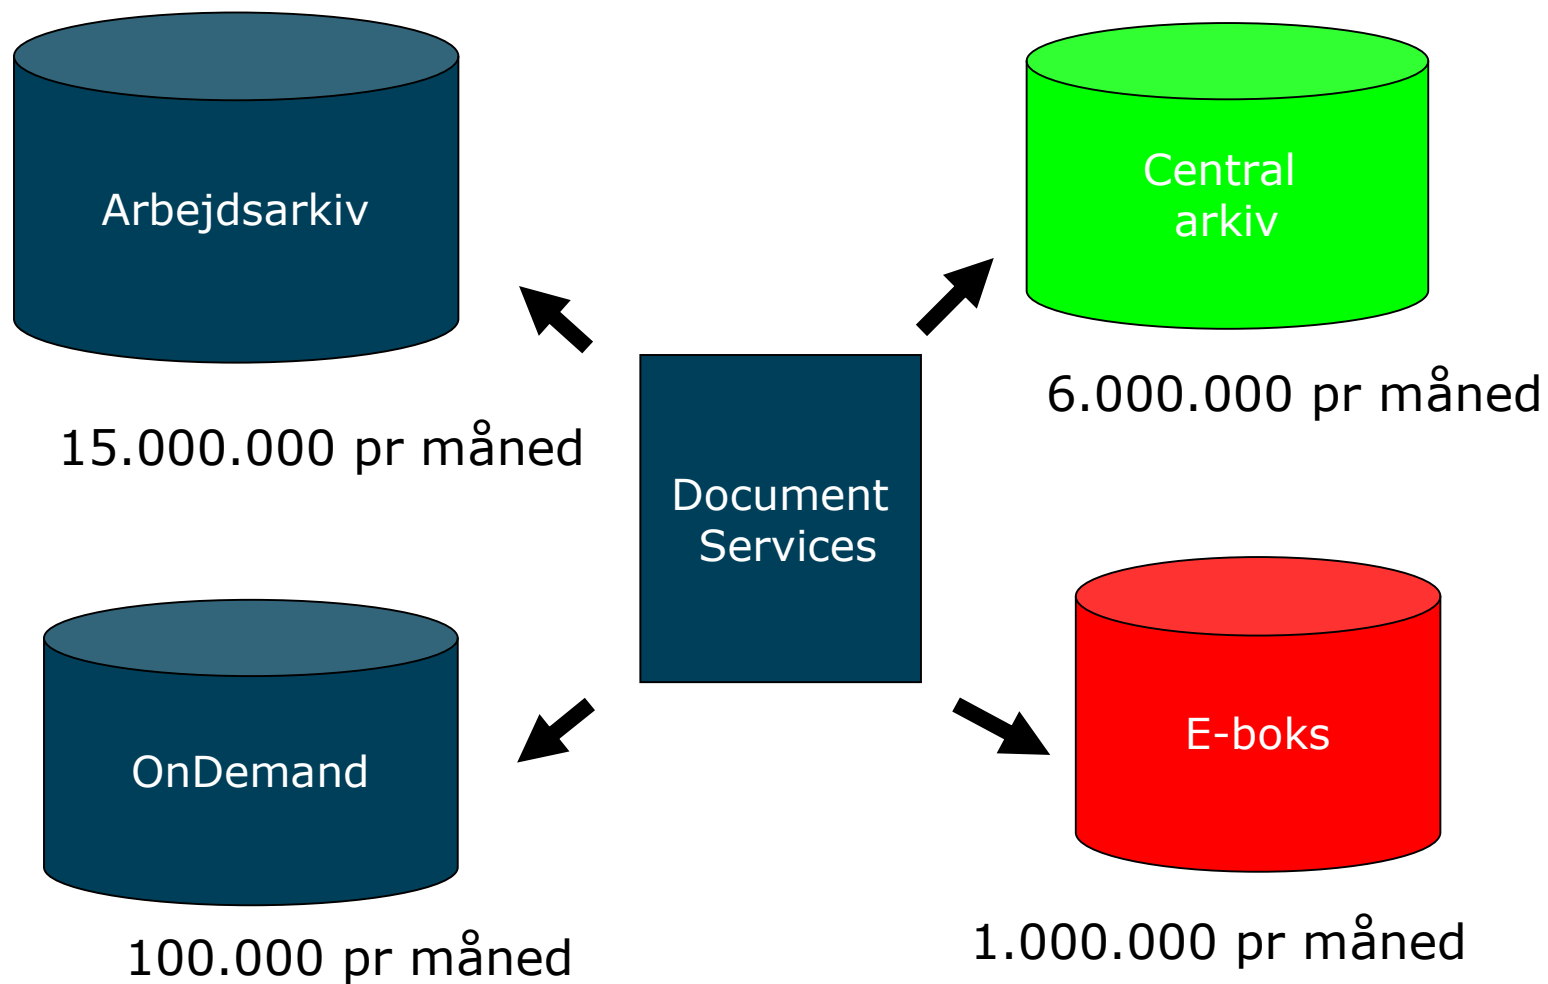 Arbejdsarkiv
15.000.000 pr måned
Central
arkiv
6.000.000 pr måned
Document
Services
OnDemand
100.000 pr måned
E-boks
1.000.000 pr måned